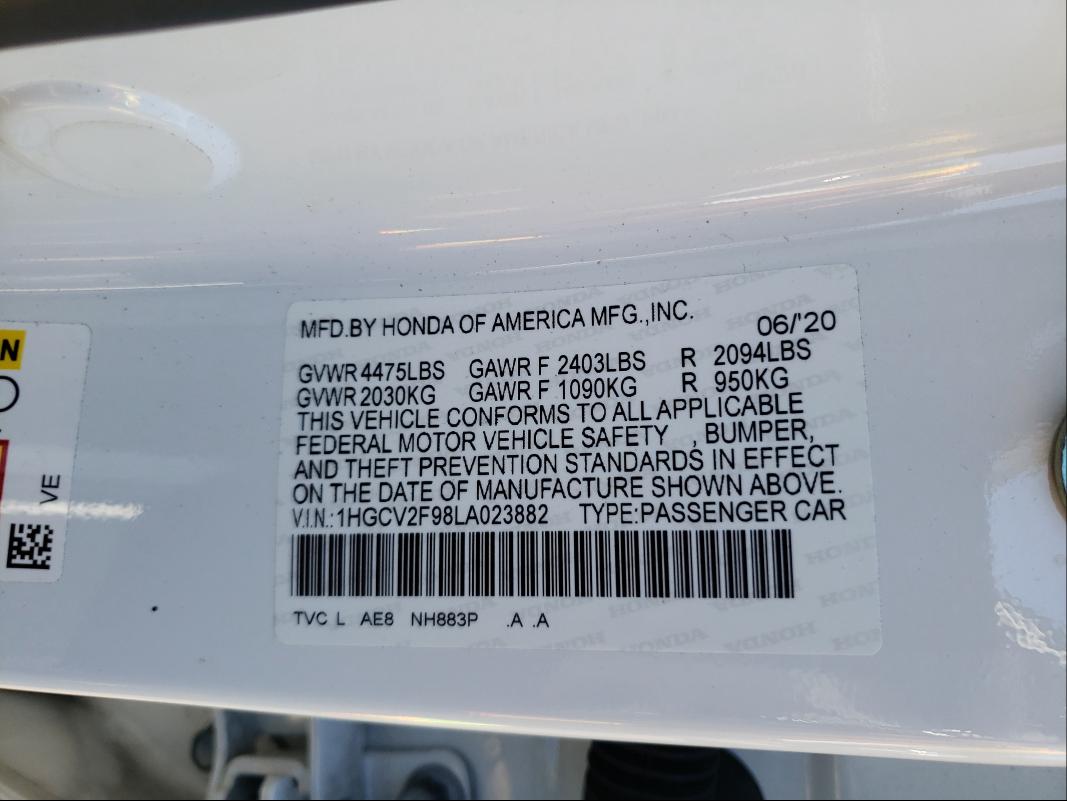 MFD.BY HONDA OF AMERICA MFG.,INC. 06/'20
GVWR 4475LBS GAWR F 2403LBS R 2094LBS
GVWR 2030KG GAWR F 1090KG R 950KG
THIS VEHICLE CONFORMS TO ALL APPLICABLE
FEDERAL MOTOR VEHICLE SAFETY , BUMPER,
AND THEFT PREVENTION STANDARDS IN EFFECT
ON THE DATE OF MANUFACTURE SHOWN ABOVE.
V.I.N.:1HGCV2F98LA023882 TYPE:PASSENGER CAR
TVC L AE8 NH883P .A .A
N
VE